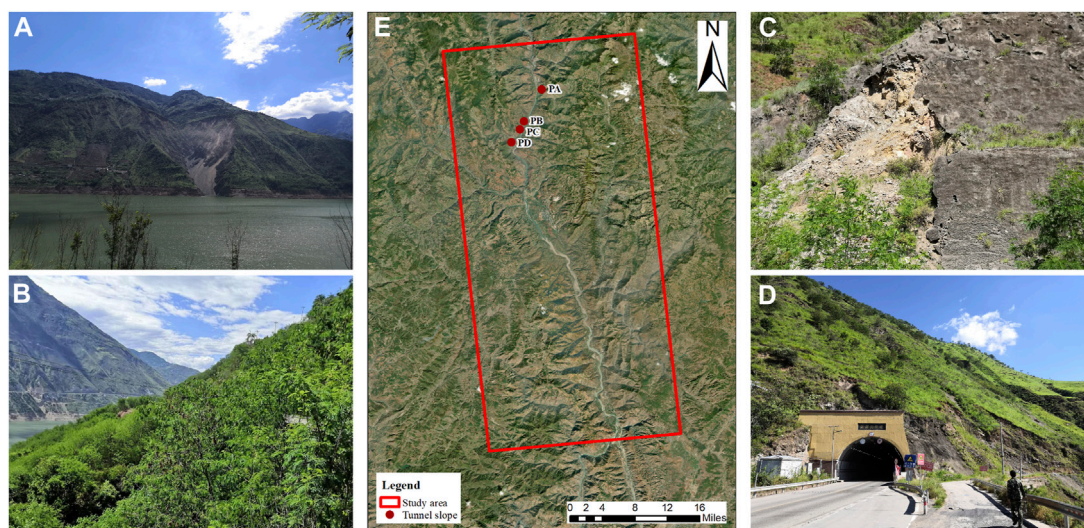 A
B
E
N
PA
PB
PC
PD
Legend
Study area
Tunnel slope
0 2 4 8 12 16
Miles
C
D